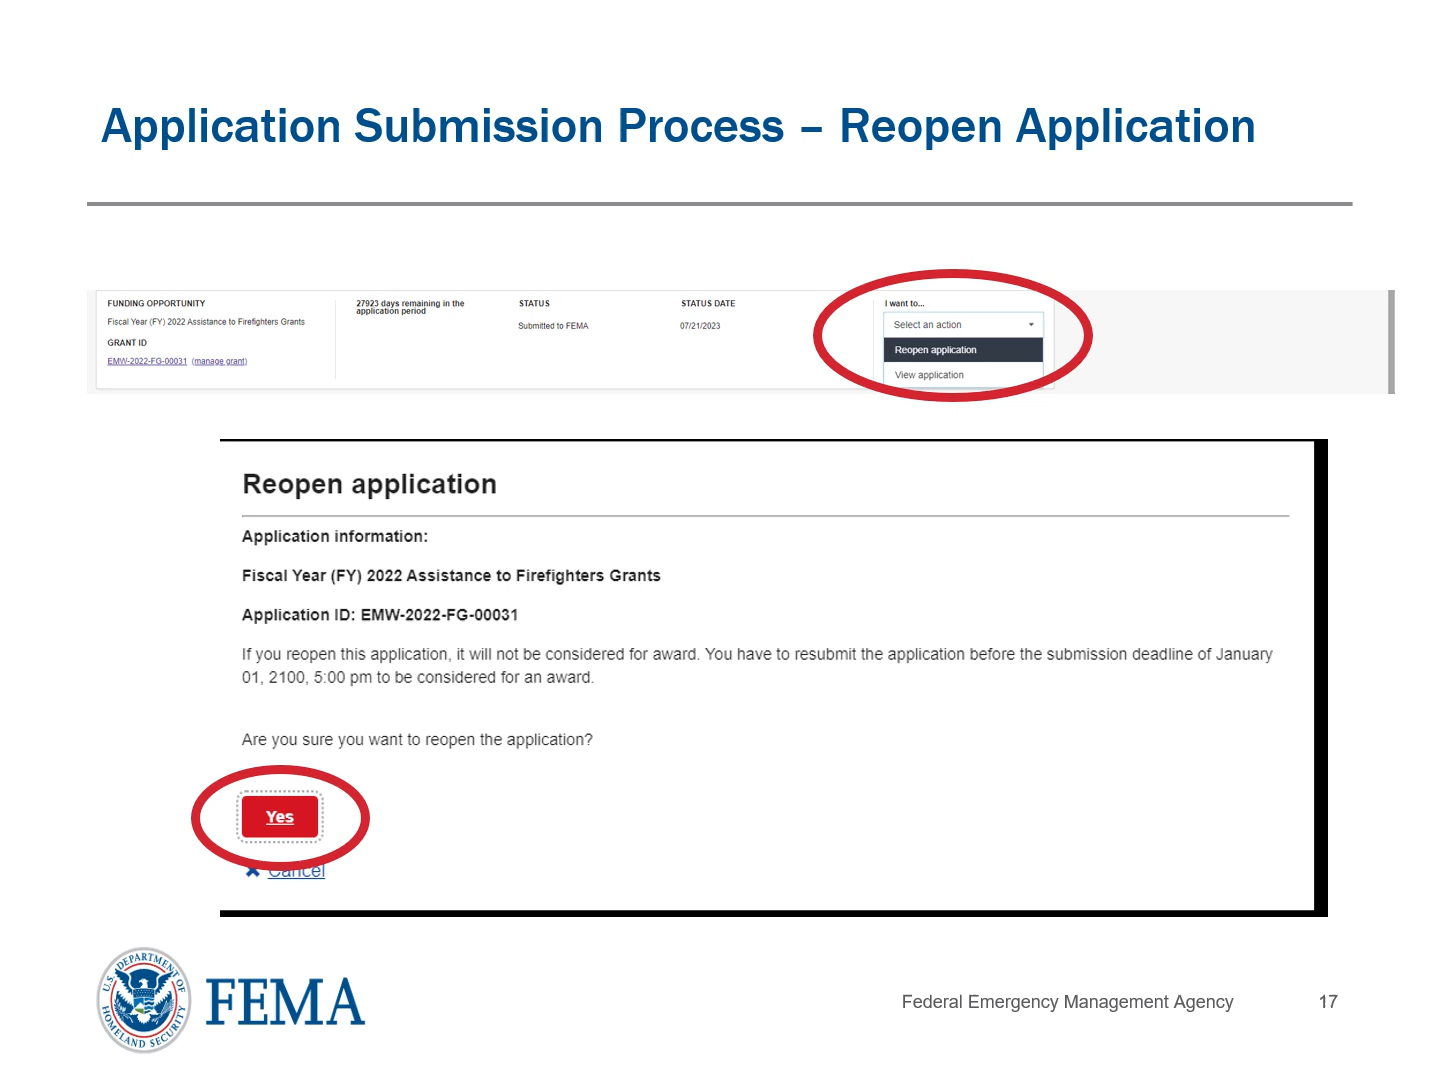 Application Submission Process – Reopen Application
FUNDING OPPORTUNITY
Fiscal Year (FY) 2022 Assistance to Firefighters Grants
GRANT ID
EMW-2022-FG-00031 (manage grant)
27923 days remaining in the
application period
STATUS
Submitted to FEMA
STATUS DATE
07/21/2023
I want to...
Select an action
Reopen application
View application
Reopen application
Application information:
Fiscal Year (FY) 2022 Assistance to Firefighters Grants
Application ID: EMW-2022-FG-00031
If you reopen this application, it will not be considered for award. You have to resubmit the application before the submission deadline of January
01, 2100, 5:00 pm to be considered for an award.
Are you sure you want to reopen the application?
Yes
Cancel
U.S. DEPARTMENT OF
HOMELAND SECURITY
FEMA
Federal Emergency Management Agency
17